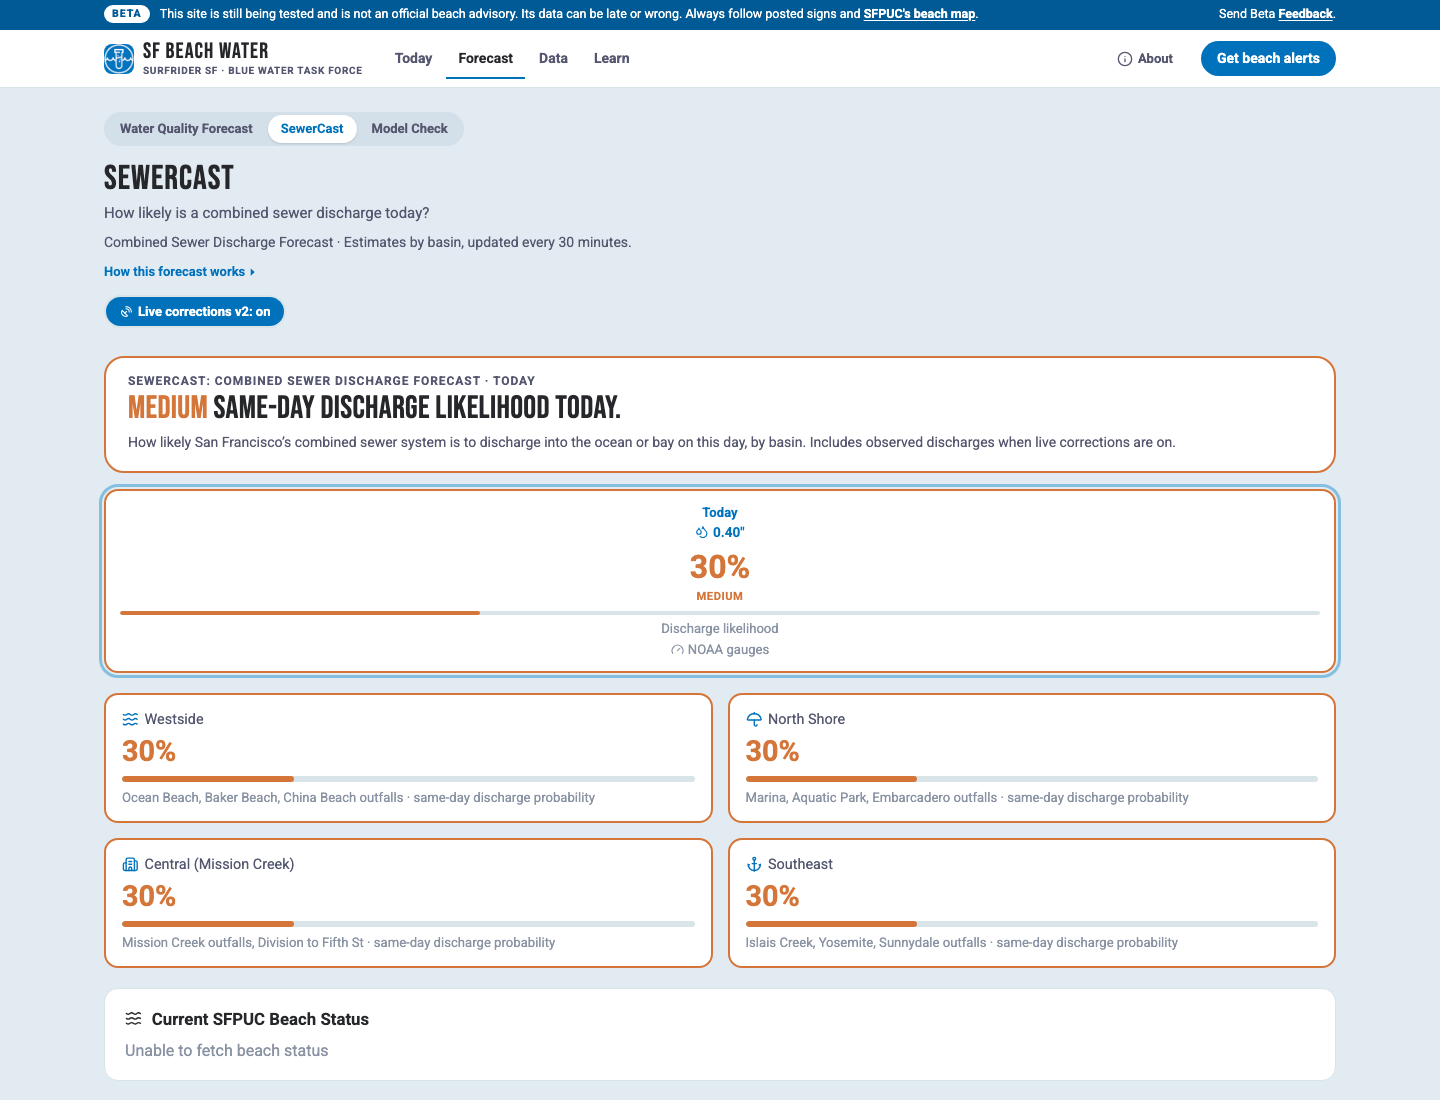 BETA This site is still being tested and is not an official beach advisory. Its data can be late or wrong. Always follow posted signs and SFPUC's beach map. Send Beta Feedback.
SF BEACH WATER
SURFRIDER SF · BLUE WATER TASK FORCE
Today Forecast Data Learn
About Get beach alerts
Water Quality Forecast SewerCast Model Check
SEWERCAST
How likely is a combined sewer discharge today?
Combined Sewer Discharge Forecast · Estimates by basin, updated every 30 minutes.
How this forecast works
Live corrections v2: on
SEWERCAST: COMBINED SEWER DISCHARGE FORECAST · TODAY
MEDIUM SAME-DAY DISCHARGE LIKELIHOOD TODAY.
How likely San Francisco's combined sewer system is to discharge into the ocean or bay on this day, by basin. Includes observed discharges when live corrections are on.
Today
0.40"
30%
MEDIUM
Discharge likelihood
NOAA gauges
Westside
30%
Ocean Beach, Baker Beach, China Beach outfalls · same-day discharge probability
North Shore
30%
Marina, Aquatic Park, Embarcadero outfalls · same-day discharge probability
Central (Mission Creek)
30%
Mission Creek outfalls, Division to Fifth St · same-day discharge probability
Southeast
30%
Islais Creek, Yosemite, Sunnydale outfalls · same-day discharge probability
Current SFPUC Beach Status
Unable to fetch beach status